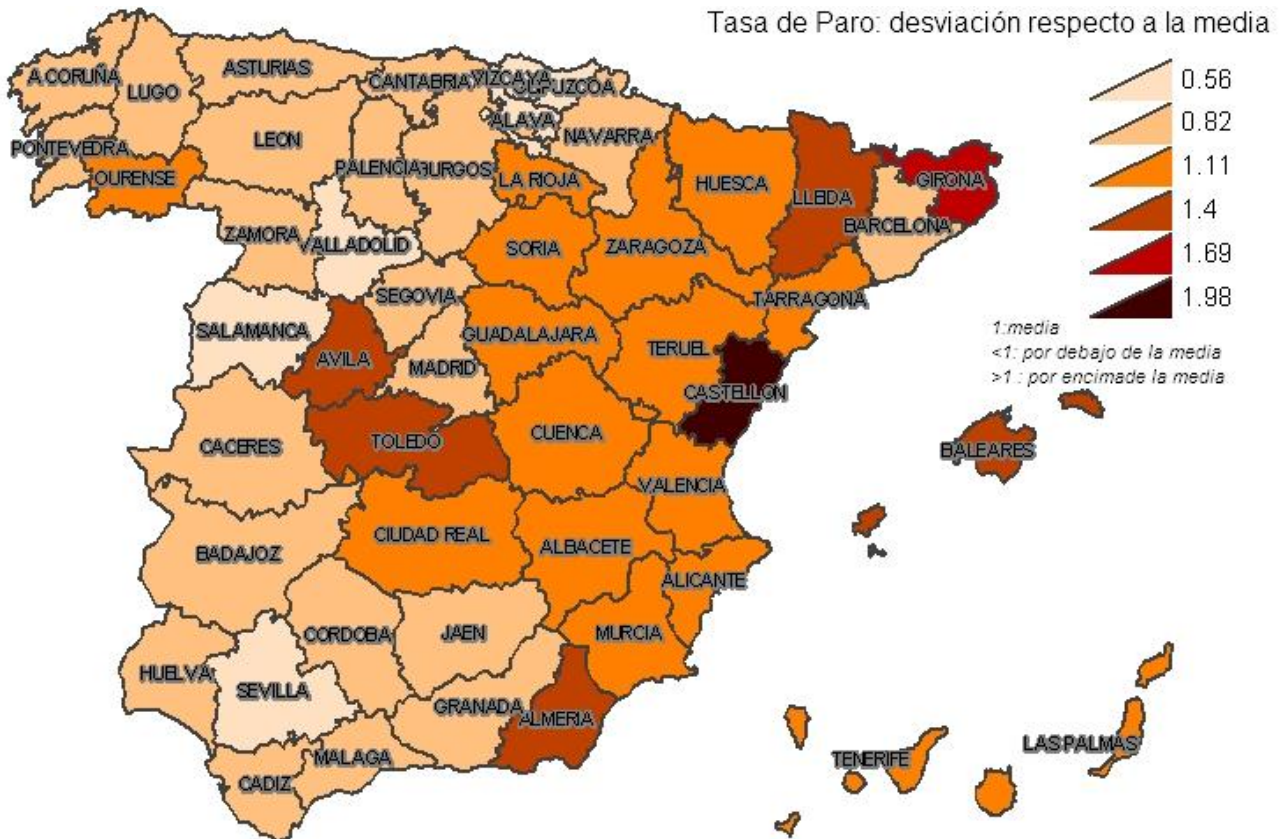 Tasa de Paro: desviación respecto a la media
0.56
0.82
1.11
1.4
1.69
1.98
1:media
<1: por debajo de la media
>1 : por encimade la media
A CORUÑA
LUGO
ASTURIAS
CANTABRIA
VIZCAYA
GUIPUZCOA
ALAVA
NAVARRA
PONTEVEDRA
OURENSE
LEON
PALENCIA
BURGOS
LA RIOJA
HUESCA
LLEIDA
GIRONA
BARCELONA
ZAMORA
VALLADOLID
SORIA
ZARAGOZA
TARRAGONA
SALAMANCA
SEGOVIA
AVILA
MADRID
GUADALAJARA
TERUEL
CASTELLON
CACERES
TOLEDO
CUENCA
VALENCIA
BALEARES
BADAJOZ
CIUDAD REAL
ALBACETE
ALICANTE
HUELVA
SEVILLA
CORDOBA
JAEN
MURCIA
GRANADA
ALMERIA
CADIZ
MALAGA
TENERIFE
LAS PALMAS